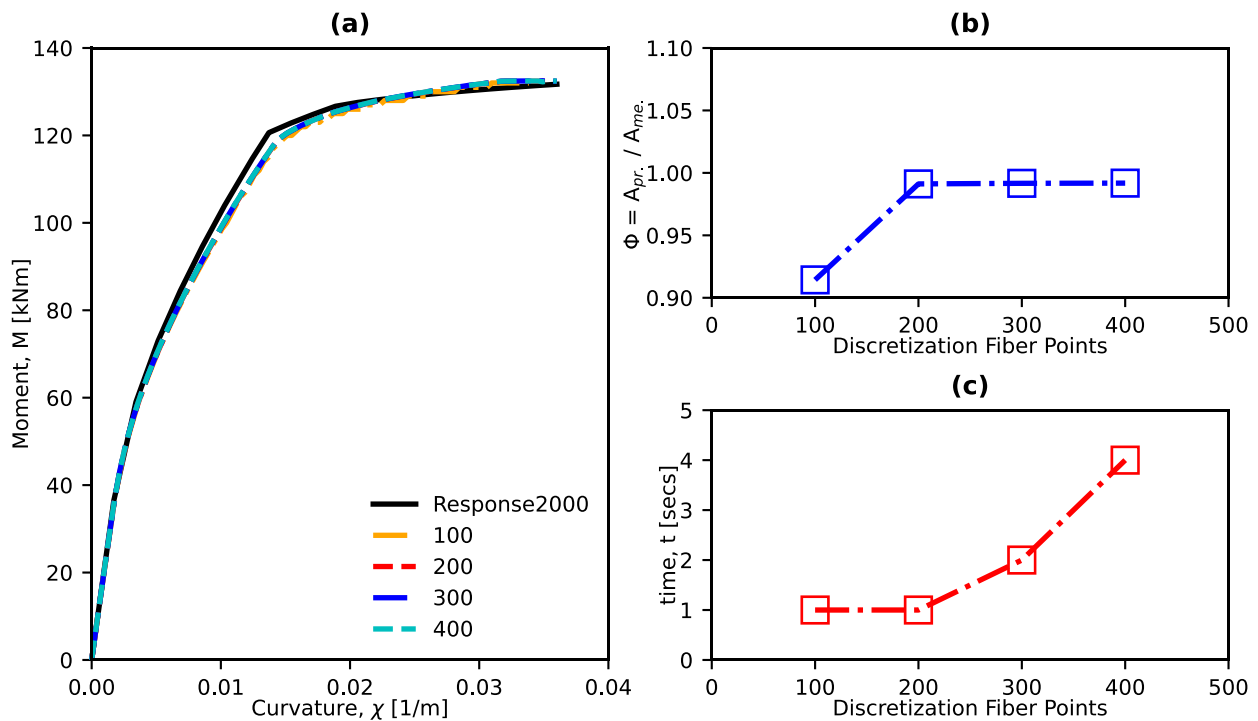 (a)
140
120
100
80
60
40
20
0
Moment, M [kNm]
0.00 0.01 0.02 0.03 0.04
Curvature, χ [1/m]
Response2000
100
200
300
400
(b)
1.10
1.05
1.00
0.95
0.90
Φ = Apr. / Ame.
0 100 200 300 400 500
Discretization Fiber Points
(c)
5
4
3
2
1
0
time, t [secs]
0 100 200 300 400 500
Discretization Fiber Points